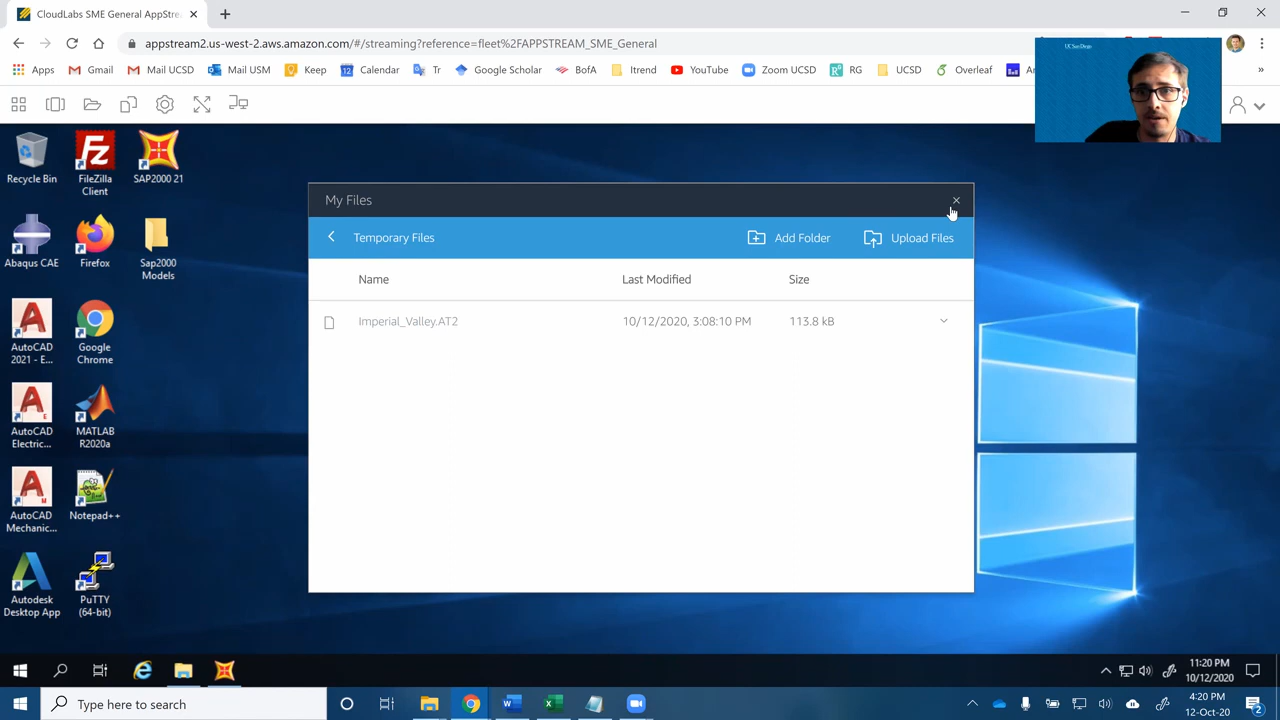 CloudLabs SME General AppStre
appstream2.us-west-2.aws.amazon.com/#/streaming?reference=fleet%2FAPPSTREAM_SME_General
Apps Gmail Mail UCSD Mail USM Keep Calendar Google Scholar BofA Itrend YouTube Zoom UCSD RG UCSD Overleaf
UC San Diego
Recycle Bin
FileZilla
Client
SAP2000 21
Abaqus CAE
Firefox
Sap2000
Models
AutoCAD
2021 - E...
Google
Chrome
AutoCAD
Electric...
MATLAB
R2020a
AutoCAD
Mechanic...
Notepad++
Autodesk
Desktop App
PuTTY
(64-bit)
My Files
Temporary Files Add Folder Upload Files
Name Last Modified Size
Imperial_Valley.AT2 10/12/2020, 3:08:10 PM 113.8 kB
11:20 PM
10/12/2020
Type here to search
4:20 PM
12-Oct-20
2